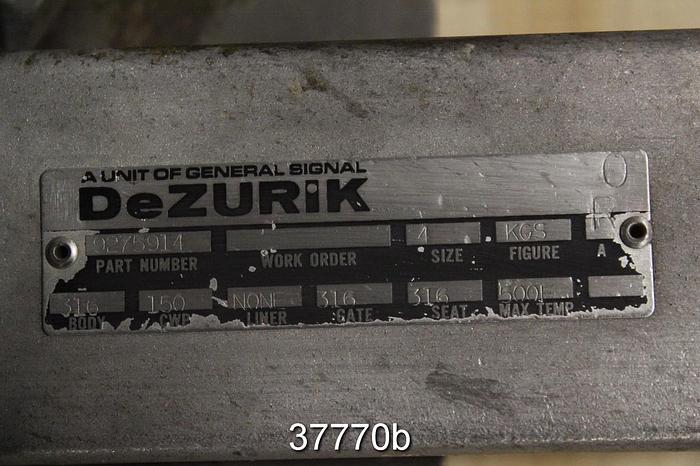 A UNIT OF GENERAL SIGNAL
DeZURiK
O
R
9275914 4 KGS
PART NUMBER WORK ORDER SIZE FIGURE A
316 150 NONE 316 316 500F
BODY CWP LINER GATE SEAT MAX TEMP
37770b